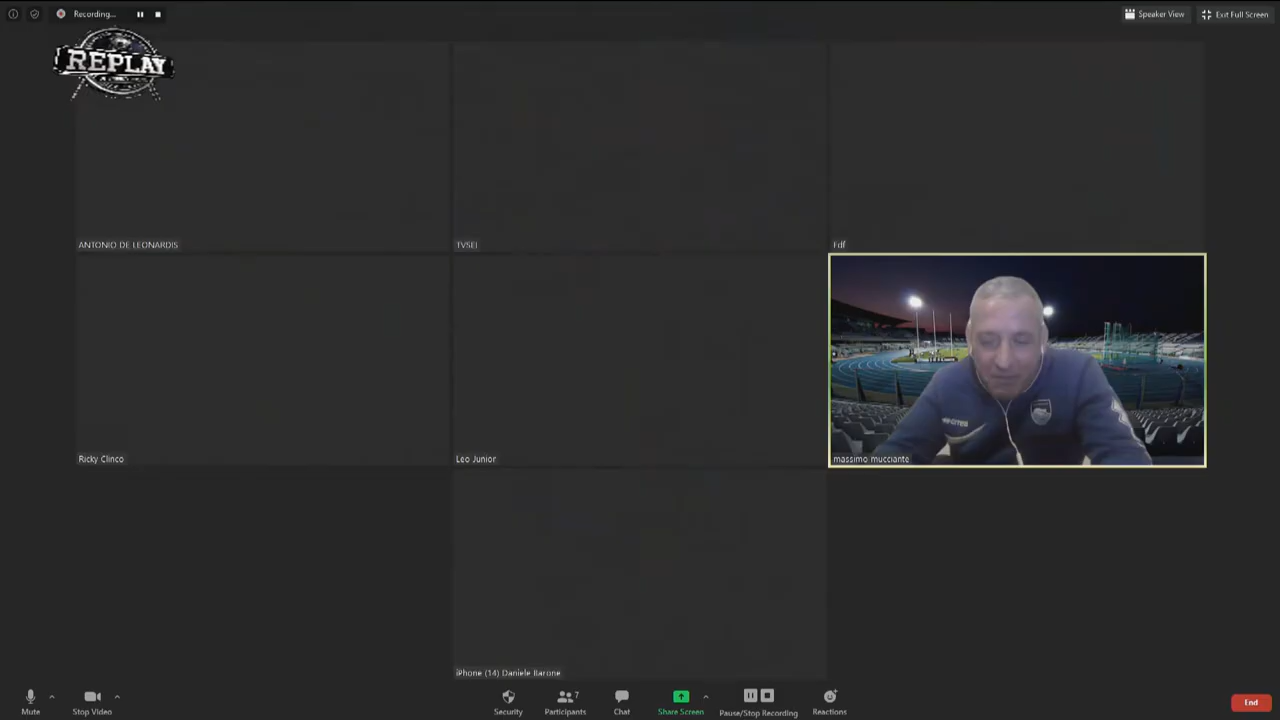 Recording...
Speaker View
Exit Full Screen
REPLAY
ANTONIO DE LEONARDIS
TVSEI
Fdf
Ricky Clinco
Leo Junior
massimo mucciante
iPhone (14) Daniele Barone
7
Mute
Stop Video
Security
Participants
Chat
Share Screen
Pause/Stop Recording
Reactions
End